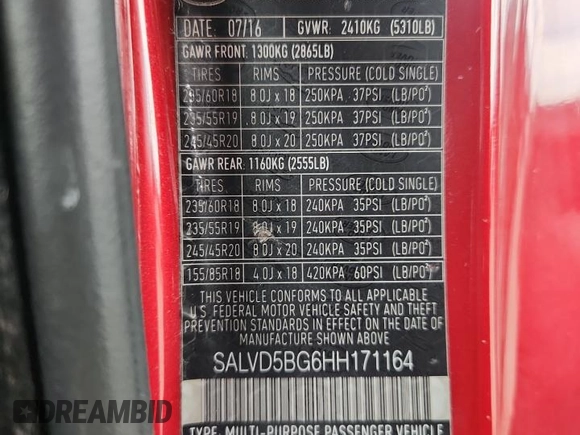 DATE: 07/16 GVWR: 2410KG (5310LB)
GAWR FRONT: 1300KG (2865LB)
TIRES RIMS PRESSURE (COLD SINGLE)
235/60R18 8.0J x 18 250KPA 37PSI (LB/PO²)
235/55R19 8.0J x 19 250KPA 37PSI (LB/PO²)
245/45R20 8.0J x 20 250KPA 37PSI (LB/PO²)
GAWR REAR: 1160KG (2555LB)
TIRES RIMS PRESSURE (COLD SINGLE)
235/60R18 8.0J x 18 240KPA 35PSI (LB/PO²)
235/55R19 8.0J x 19 240KPA 35PSI (LB/PO²)
245/45R20 8.0J x 20 240KPA 35PSI (LB/PO²)
155/85R18 4.0J x 18 420KPA 60PSI (LB/PO²)
THIS VEHICLE CONFORMS TO ALL APPLICABLE
U.S. FEDERAL MOTOR VEHICLE SAFETY AND THEFT
PREVENTION STANDARDS IN EFFECT ON THE DATE OF
MANUFACTURE SHOWN ABOVE
SALVD5BG6HH171164
TYPE: MULTI-PURPOSE PASSENGER VEHICLE
DREAMBID